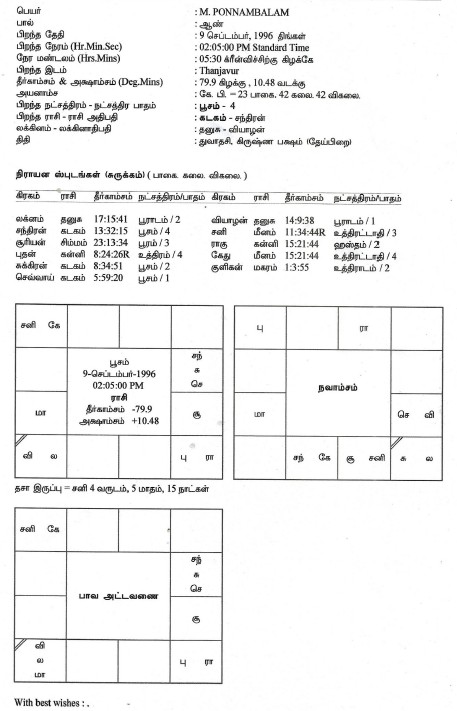 பெயர் : M. PONNAMBALAM
பால் : ஆண்
பிறந்த தேதி : 9 செப்டம்பர், 1996 திங்கள்
பிறந்த நேரம் (Hr.Min.Sec) : 02:05:00 PM Standard Time
நேர மண்டலம் (Hrs.Mins) : 05:30 க்ரீன்விச்சிற்கு கிழக்கே
பிறந்த இடம் : Thanjavur
தீர்காம்சம் & அக்ஷாம்சம் (Deg.Mins) : 79.9 கிழக்கு , 10.48 வடக்கு
அயனாம்ச : கே. பி. = 23 பாகை. 42 கலை. 42 விகலை.
பிறந்த நட்சத்திரம் - நட்சத்திர பாதம் : பூசம் - 4
பிறந்த ராசி - ராசி அதிபதி : கடகம் - சந்திரன்
லக்னம் - லக்கினாதிபதி : தனுசு - வியாழன்
திதி : துவாதசி, கிருஷ்ண பக்ஷம் (தேய்பிறை)
நிராயன ஸ்புடங்கள் (சுருக்கம்) ( பாகை. கலை. விகலை. )
கிரகம் ராசி தீர்காம்சம் நட்சத்திரம்/பாதம் கிரகம் ராசி தீர்காம்சம் நட்சத்திரம்/பாதம்
லக்னம் தனுசு 17:15:41 பூராடம் / 2 வியாழன் தனுசு 14:9:38 பூராடம் / 1
சந்திரன் கடகம் 13:32:15 பூசம் / 4 சனி மீனம் 11:34:44R உத்திரட்டாதி / 3
சூரியன் சிம்மம் 23:13:34 பூரம் / 3 ராகு கன்னி 15:21:44 ஹஸ்தம் / 2
புதன் கன்னி 8:24:26R உத்திரம் / 4 கேது மீனம் 15:21:44 உத்திரட்டாதி / 4
சுக்கிரன் கடகம் 8:34:51 பூசம் / 2 குளிகன் மகரம் 1:3:55 உத்திராடம் / 2
செவ்வாய் கடகம் 5:59:20 பூசம் / 1
சனி கே
பூசம்
9-செப்டம்பர்-1996
02:05:00 PM
ராசி
தீர்காம்சம் -79.9
அக்ஷாம்சம் +10.48
சந்
சு
செ
மா
சூ
வி ல
பு ரா
பு
ரா
நவாம்சம்
மா
செ வி
சந் கே
சூ சனி
சு ல
தசா இருப்பு = சனி 4 வருடம், 5 மாதம், 15 நாட்கள்
சனி கே
சந்
சு
செ
பாவ அட்டவணை
சூ
வி
ல
மா
பு ரா
With best wishes : .